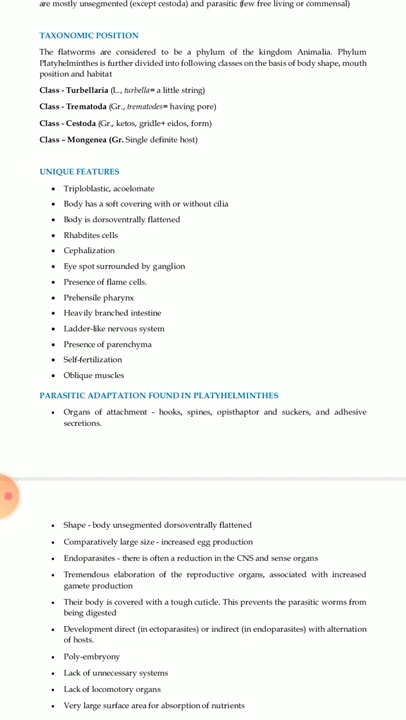 are mostly unsegmented (except cestoda) and parasitic (few free living or commensal)
TAXONOMIC POSITION
The flatworms are considered to be a phylum of the kingdom Animalia. Phylum
Platyhelminthes is further divided into following classes on the basis of body shape, mouth
position and habitat
Class - Turbellaria (L., turbella= a little string)
Class - Trematoda (Gr., trematodes= having pore)
Class - Cestoda (Gr., ketos, gridle+ eidos, form)
Class – Mongenea (Gr. Single definite host)
UNIQUE FEATURES
• Triploblastic, acoelomate
• Body has a soft covering with or without cilia
• Body is dorsoventrally flattened
• Rhabdites cells
• Cephalization
• Eye spot surrounded by ganglion
• Presence of flame cells.
• Prehensile pharynx
• Heavily branched intestine
• Ladder-like nervous system
• Presence of parenchyma
• Self-fertilization
• Oblique muscles
PARASITIC ADAPTATION FOUND IN PLATYHELMINTHES
• Organs of attachment - hooks, spines, opisthaptor and suckers, and adhesive
secretions.
• Shape - body unsegmented dorsoventrally flattened
• Comparatively large size - increased egg production
• Endoparasites - there is often a reduction in the CNS and sense organs
• Tremendous elaboration of the reproductive organs, associated with increased
gamete production
• Their body is covered with a tough cuticle. This prevents the parasitic worms from
being digested
• Development direct (in ectoparasites) or indirect (in endoparasites) with alternation
of hosts.
• Poly-embryony
• Lack of unnecessary systems
• Lack of locomotory organs
• Very large surface area for absorption of nutrients